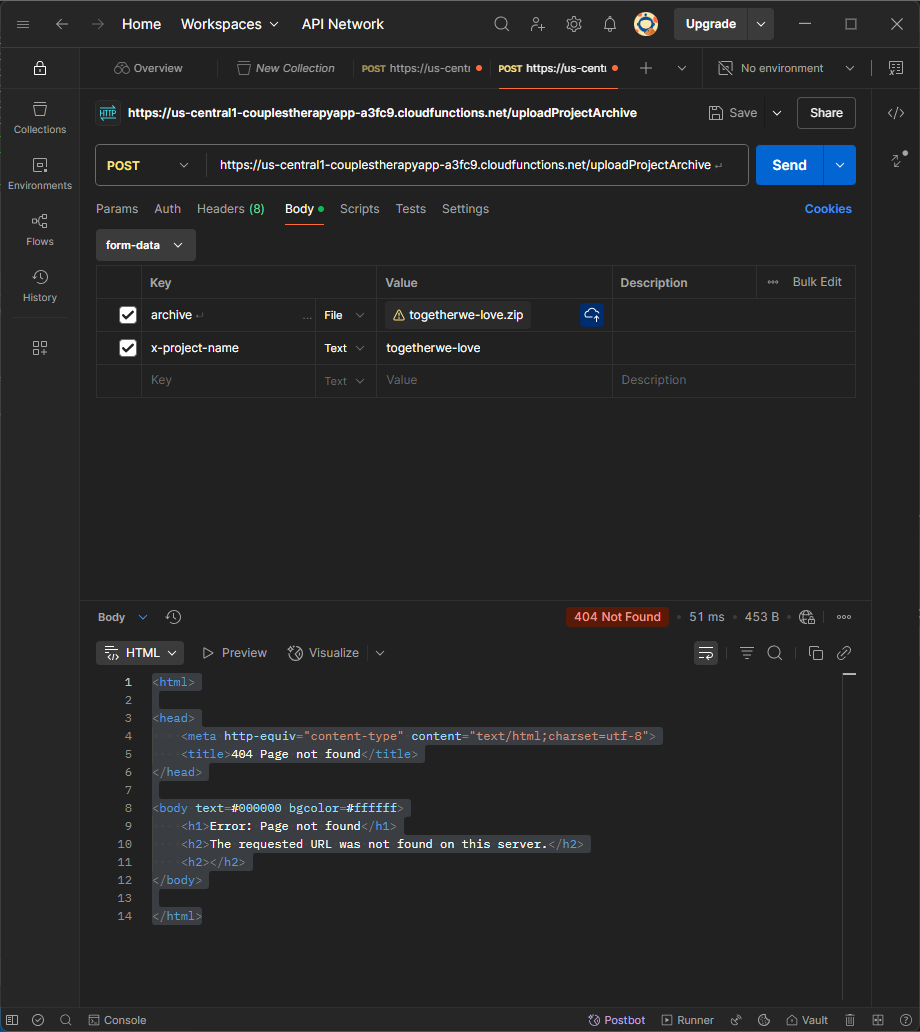 Home Workspaces API Network Upgrade
Overview New Collection POST https://us-centr POST https://us-centr No environment
HTTP https://us-central1-couplestherapyapp-a3fc9.cloudfunctions.net/uploadProjectArchive Save Share
Collections
Environments
Flows
History
POST https://us-central1-couplestherapyapp-a3fc9.cloudfunctions.net/uploadProjectArchive Send
Params Auth Headers (8) Body Scripts Tests Settings Cookies
form-data
Key Value Description Bulk Edit
archive File togetherwe-love.zip
x-project-name Text togetherwe-love
Key Text Value Description
Body 404 Not Found 51 ms 453 B
HTML Preview Visualize
1 <html>
2
3 <head>
4 <meta http-equiv="content-type" content="text/html;charset=utf-8">
5 <title>404 Page not found</title>
6 </head>
7
8 <body text=#000000 bgcolor=#ffffff>
9 <h1>Error: Page not found</h1>
10 <h2>The requested URL was not found on this server.</h2>
11 <h2></h2>
12 </body>
13
14 </html>
Console Postbot Runner Vault